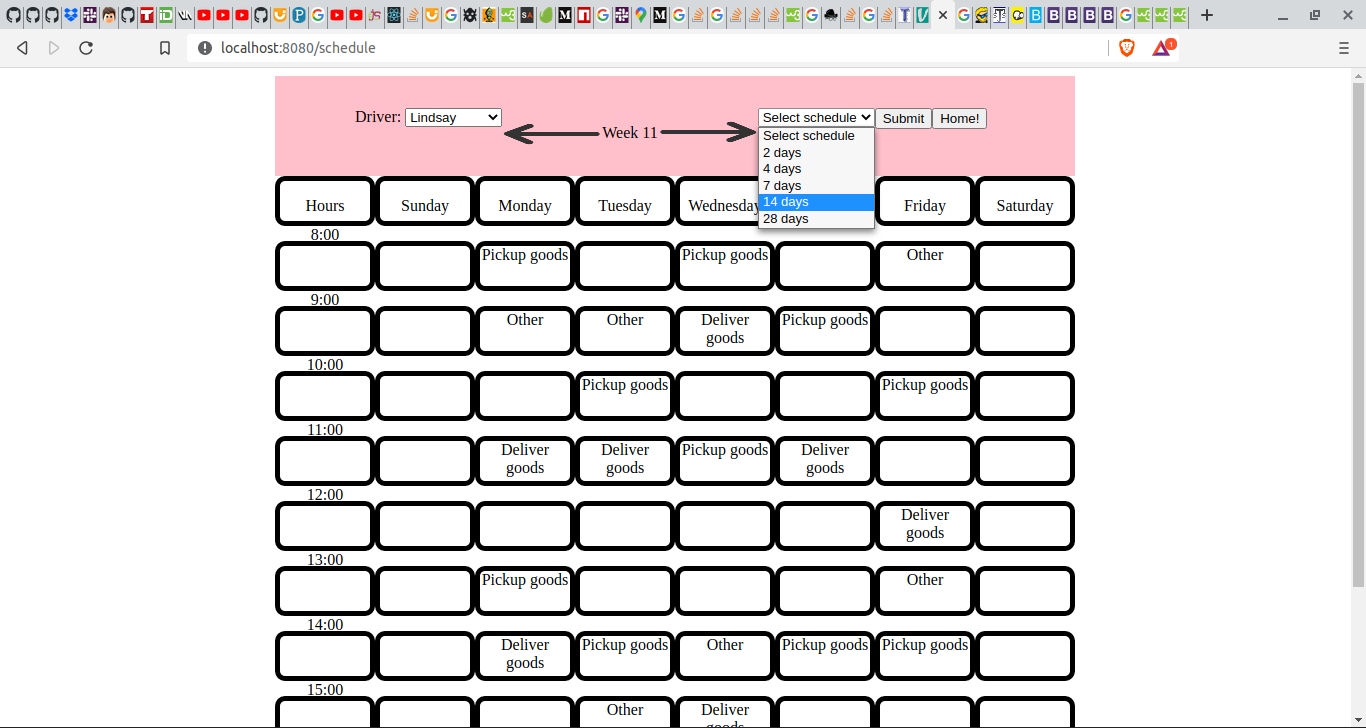 localhost:8080/schedule
1
Driver: Lindsay Select schedule Submit Home!
Week 11
Select schedule
2 days
4 days
7 days
14 days
28 days
Hours Sunday Monday Tuesday Wednesday Friday Saturday
8:00
Pickup goods Pickup goods Other
9:00
Other Other Deliver goods Pickup goods
10:00
Pickup goods Pickup goods
11:00
Deliver goods Deliver goods Pickup goods Deliver goods
12:00
Deliver goods
13:00
Pickup goods Other
14:00
Deliver goods Pickup goods Other Pickup goods Pickup goods
15:00
Other Deliver